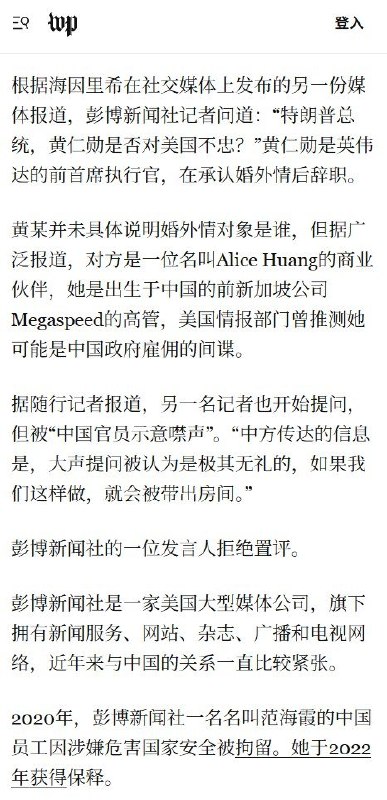 wp
登入
根据海因里希在社交媒体上发布的另一份媒
体报道，彭博新闻社记者问道：“特朗普总
统，黄仁勋是否对美国不忠？”黄仁勋是英伟
达的前首席执行官，在承认婚外情后辞职。
黄某并未具体说明婚外情对象是谁，但据广
泛报道，对方是一位名叫Alice Huang的商业
伙伴，她是出生于中国的前新加坡公司
Megaspeed的高管，美国情报部门曾推测她
可能是中国政府雇佣的间谍。
据随行记者报道，另一名记者也开始提问，
但被“中国官员示意噤声”。“中方传达的信息
是，大声提问被认为是极其无礼的，如果我
们这样做，就会被带出房间。”
彭博新闻社的一位发言人拒绝置评。
彭博新闻社是一家美国大型媒体公司，旗下
拥有新闻服务、网站、杂志、广播和电视网
络，近年来与中国的关系一直比较紧张。
2020年，彭博新闻社一名名叫范海霞的中国
员工因涉嫌危害国家安全被拘留。她于2022
年获得保释。